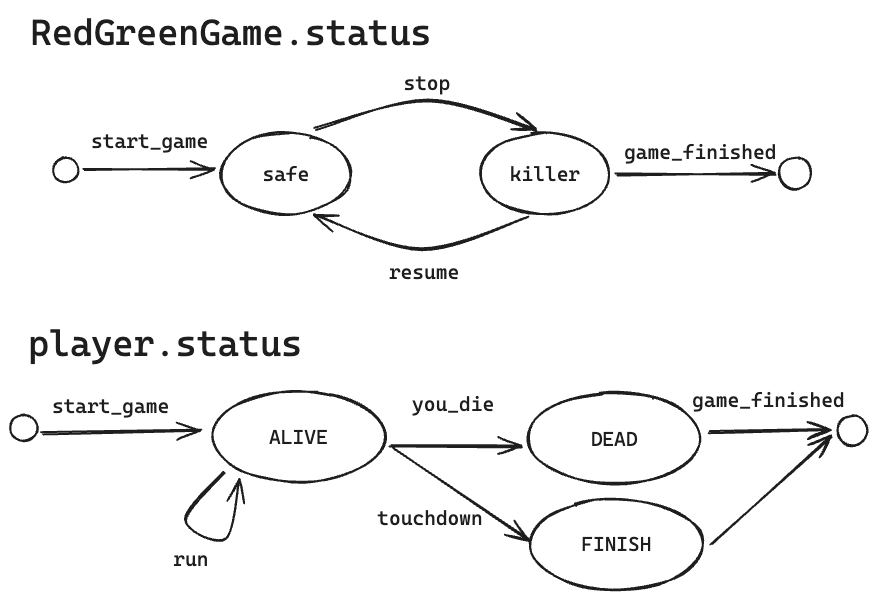 RedGreenGame.status
stop
start_game
game_finished
safe
killer
resume
player.status
start_game
you_die
game_finished
ALIVE
DEAD
touchdown
FINISH
run